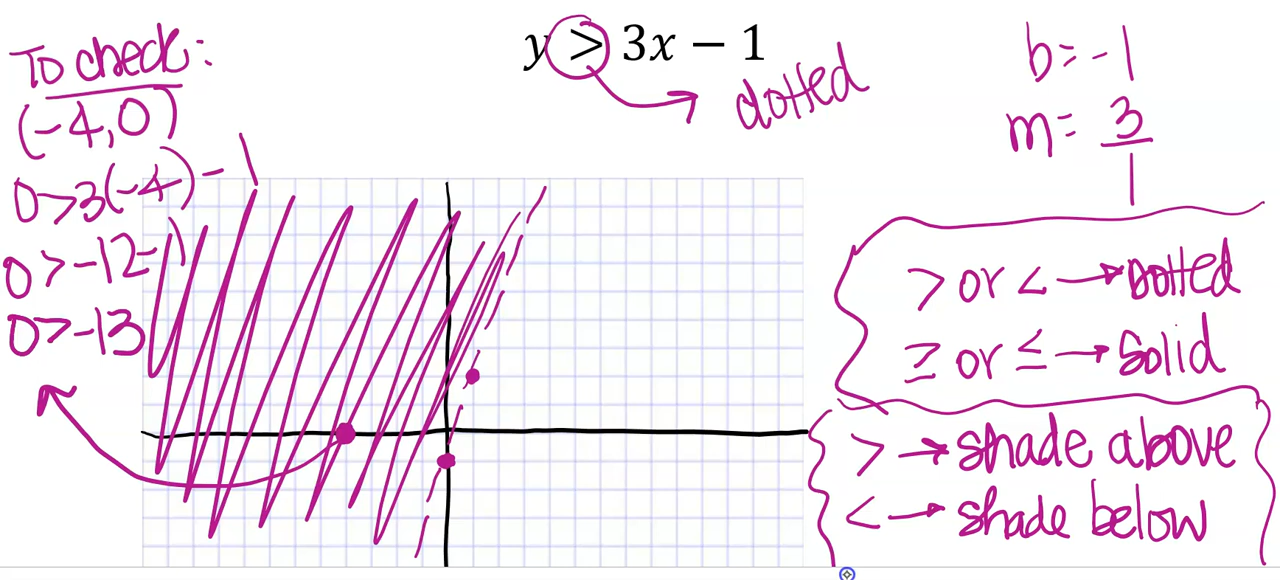 y > 3x − 1
dotted
To check:
(-4,0)
0>3(-4)-1
0>-12-1
0>-13
b=-1
m=3/1
> or < → Dotted
≥ or ≤ → Solid
> → shade above
< → shade below